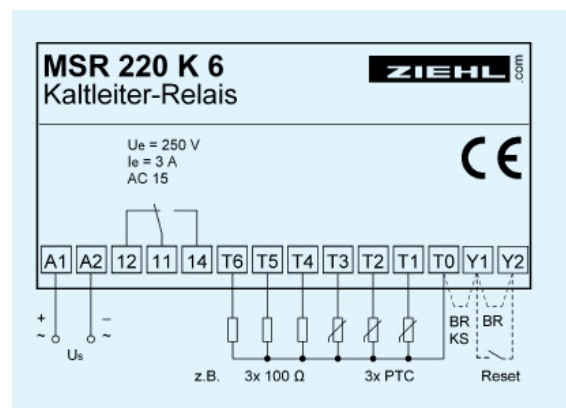 MSR 220 K 6
ZIEHL .com
Kaltleiter-Relais
Ue = 250 V
Ie = 3 A
AC 15
CE
A1 A2 12 11 14 T6 T5 T4 T3 T2 T1 T0 Y1 Y2
+ –
~ ~
Us
BR BR
KS
z.B. 3x 100 Ω 3x PTC Reset